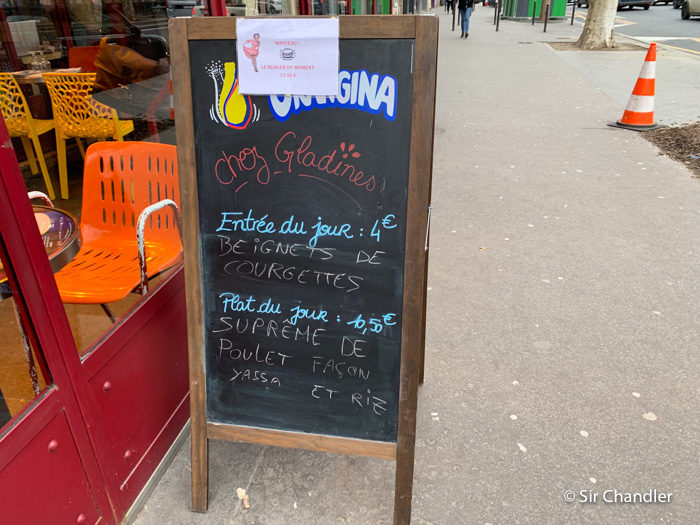 NOUVEAU !
LE BURGER DU MOMENT
ORANGINA
chez Gladines
Entrée du jour : 4€
BEIGNETS DE
COURGETTES
Plat du jour : 10,50€
SUPRÊME DE
POULET FAÇON
YASSA ET RIZ
© Sir Chandler